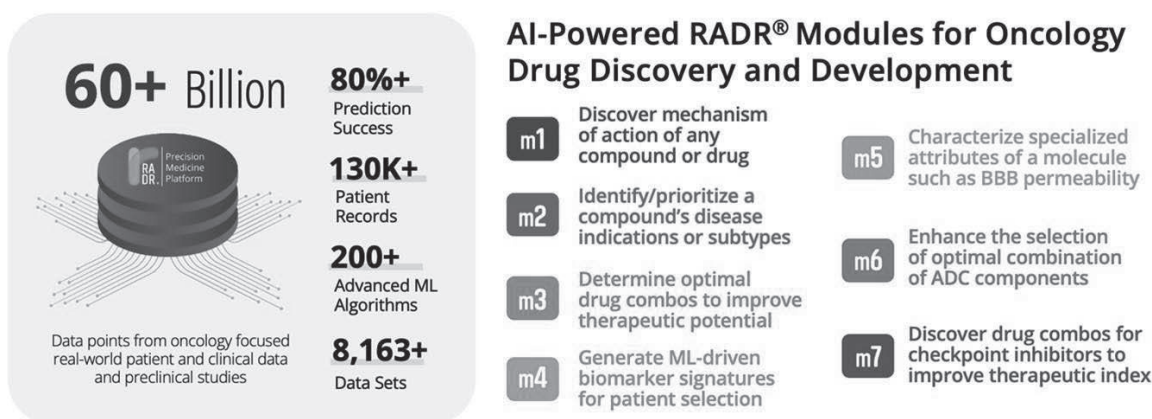 60+ Billion
RADR.
Precision
Medicine
Platform
Data points from oncology focused
real-world patient and clinical data
and preclinical studies
80%+
Prediction
Success
130K+
Patient
Records
200+
Advanced ML
Algorithms
8,163+
Data Sets
AI-Powered RADR® Modules for Oncology
Drug Discovery and Development
m1
Discover mechanism
of action of any
compound or drug
m2
Identify/prioritize a
compound's disease
indications or subtypes
m3
Determine optimal
drug combos to improve
therapeutic potential
m4
Generate ML-driven
biomarker signatures
for patient selection
m5
Characterize specialized
attributes of a molecule
such as BBB permeability
m6
Enhance the selection
of optimal combination
of ADC components
m7
Discover drug combos for
checkpoint inhibitors to
improve therapeutic index